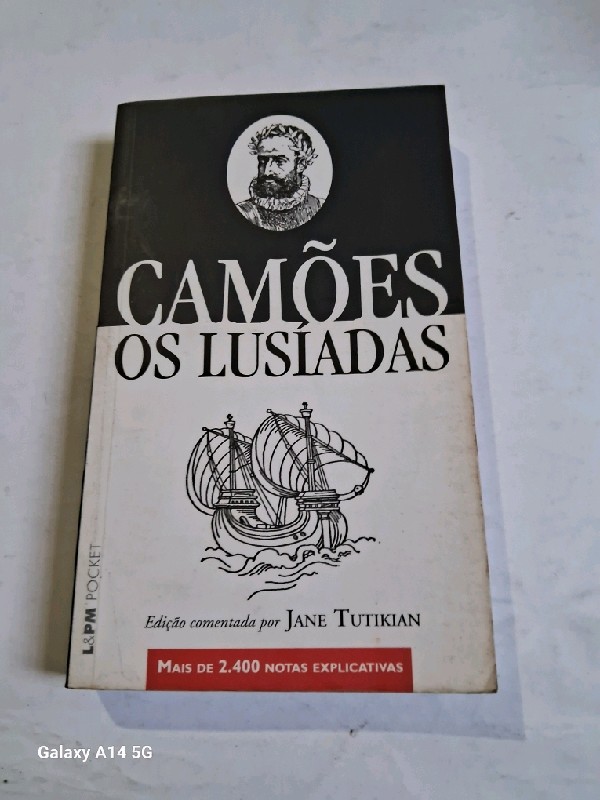 CAMÕES
OS LUSÍADAS
L&PM POCKET
Edição comentada por JANE TUTIKIAN
MAIS DE 2.400 NOTAS EXPLICATIVAS
Galaxy A14 5G